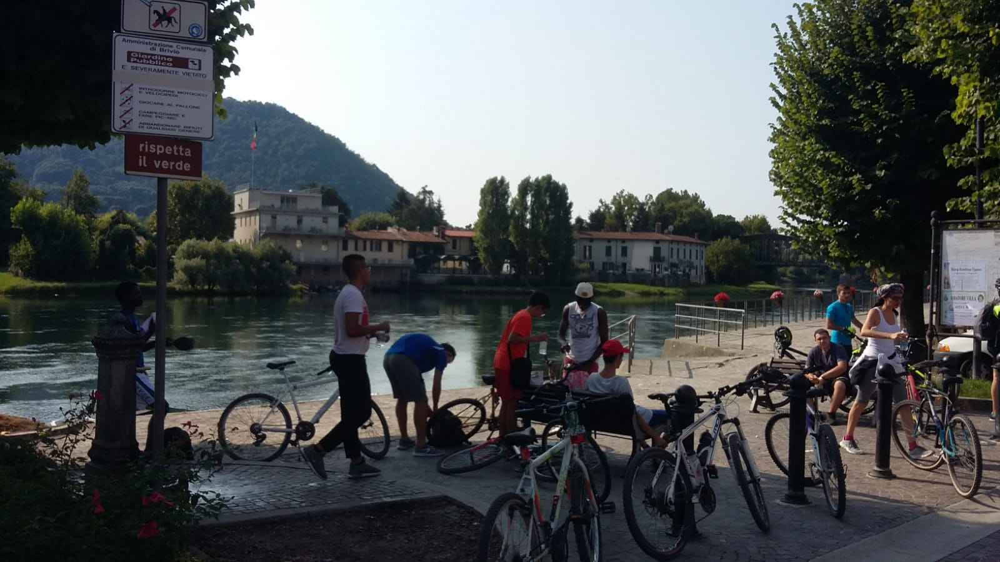 Amministrazione Comunale
di Brivio
Giardino
Pubblico
E' SEVERAMENTE VIETATO
INTRODURRE MOTOCICLI
E VELOCIPEDI
GIOCARE AL PALLONE
CAMPEGGIARE E
FARE PIC-NIC
ABBANDONARE RIFIUTI
DI QUALSIASI GENERE
rispetta
il verde